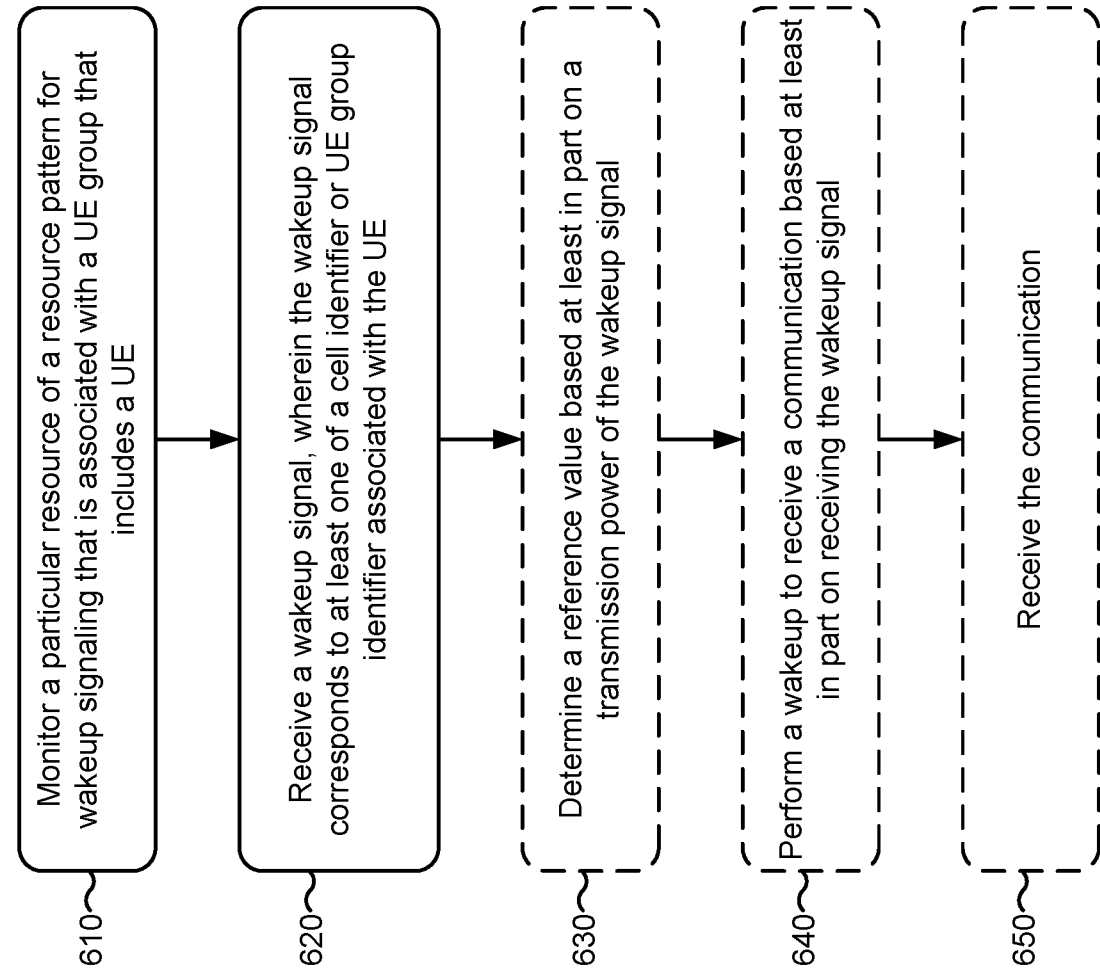 610
Monitor a particular resource of a resource pattern for
wakeup signaling that is associated with a UE group that
includes a UE
620
Receive a wakeup signal, wherein the wakeup signal
corresponds to at least one of a cell identifier or UE group
identifier associated with the UE
630
Determine a reference value based at least in part on a
transmission power of the wakeup signal
640
Perform a wakeup to receive a communication based at least
in part on receiving the wakeup signal
650
Receive the communication